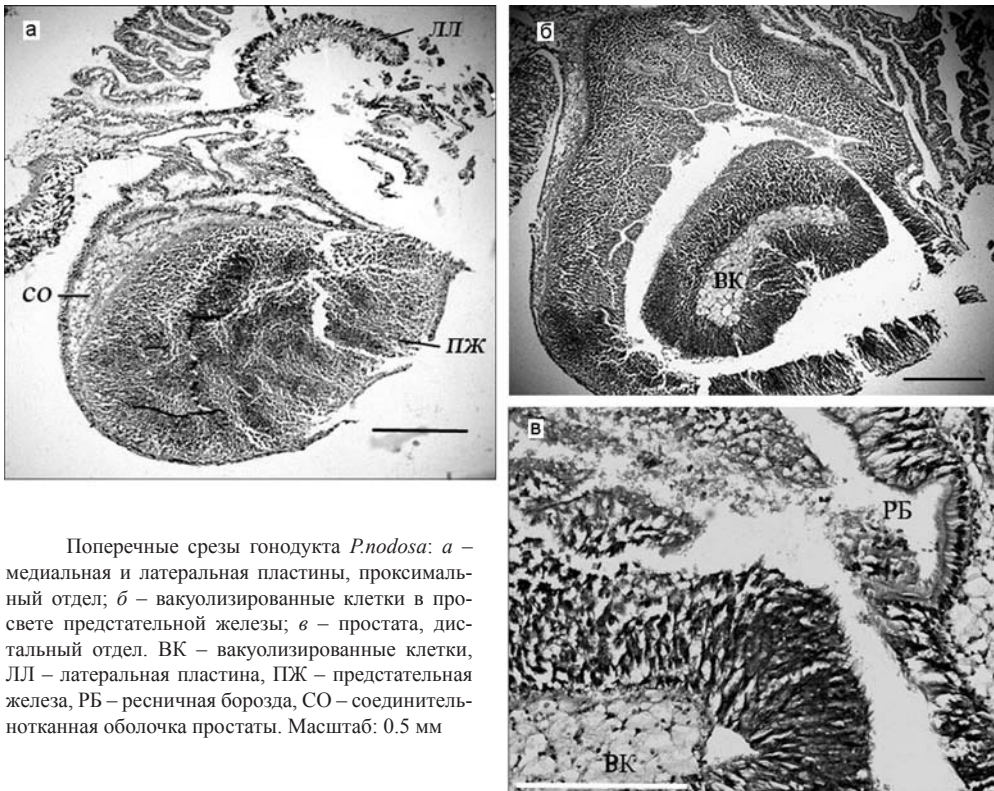 а
ЛЛ
СО
ПЖ
б
ВК
в
РБ
ВК
Поперечные срезы гонодукта P.nodosa: а –
медиальная и латеральная пластины, проксималь-
ный отдел; б – вакуолизированные клетки в про-
свете предстательной железы; в – простата, дис-
тальный отдел. ВК – вакуолизированные клетки,
ЛЛ – латеральная пластина, ПЖ – предстательная
железа, РБ – ресничная борозда, СО – соединитель-
нотканная оболочка простаты. Масштаб: 0.5 мм